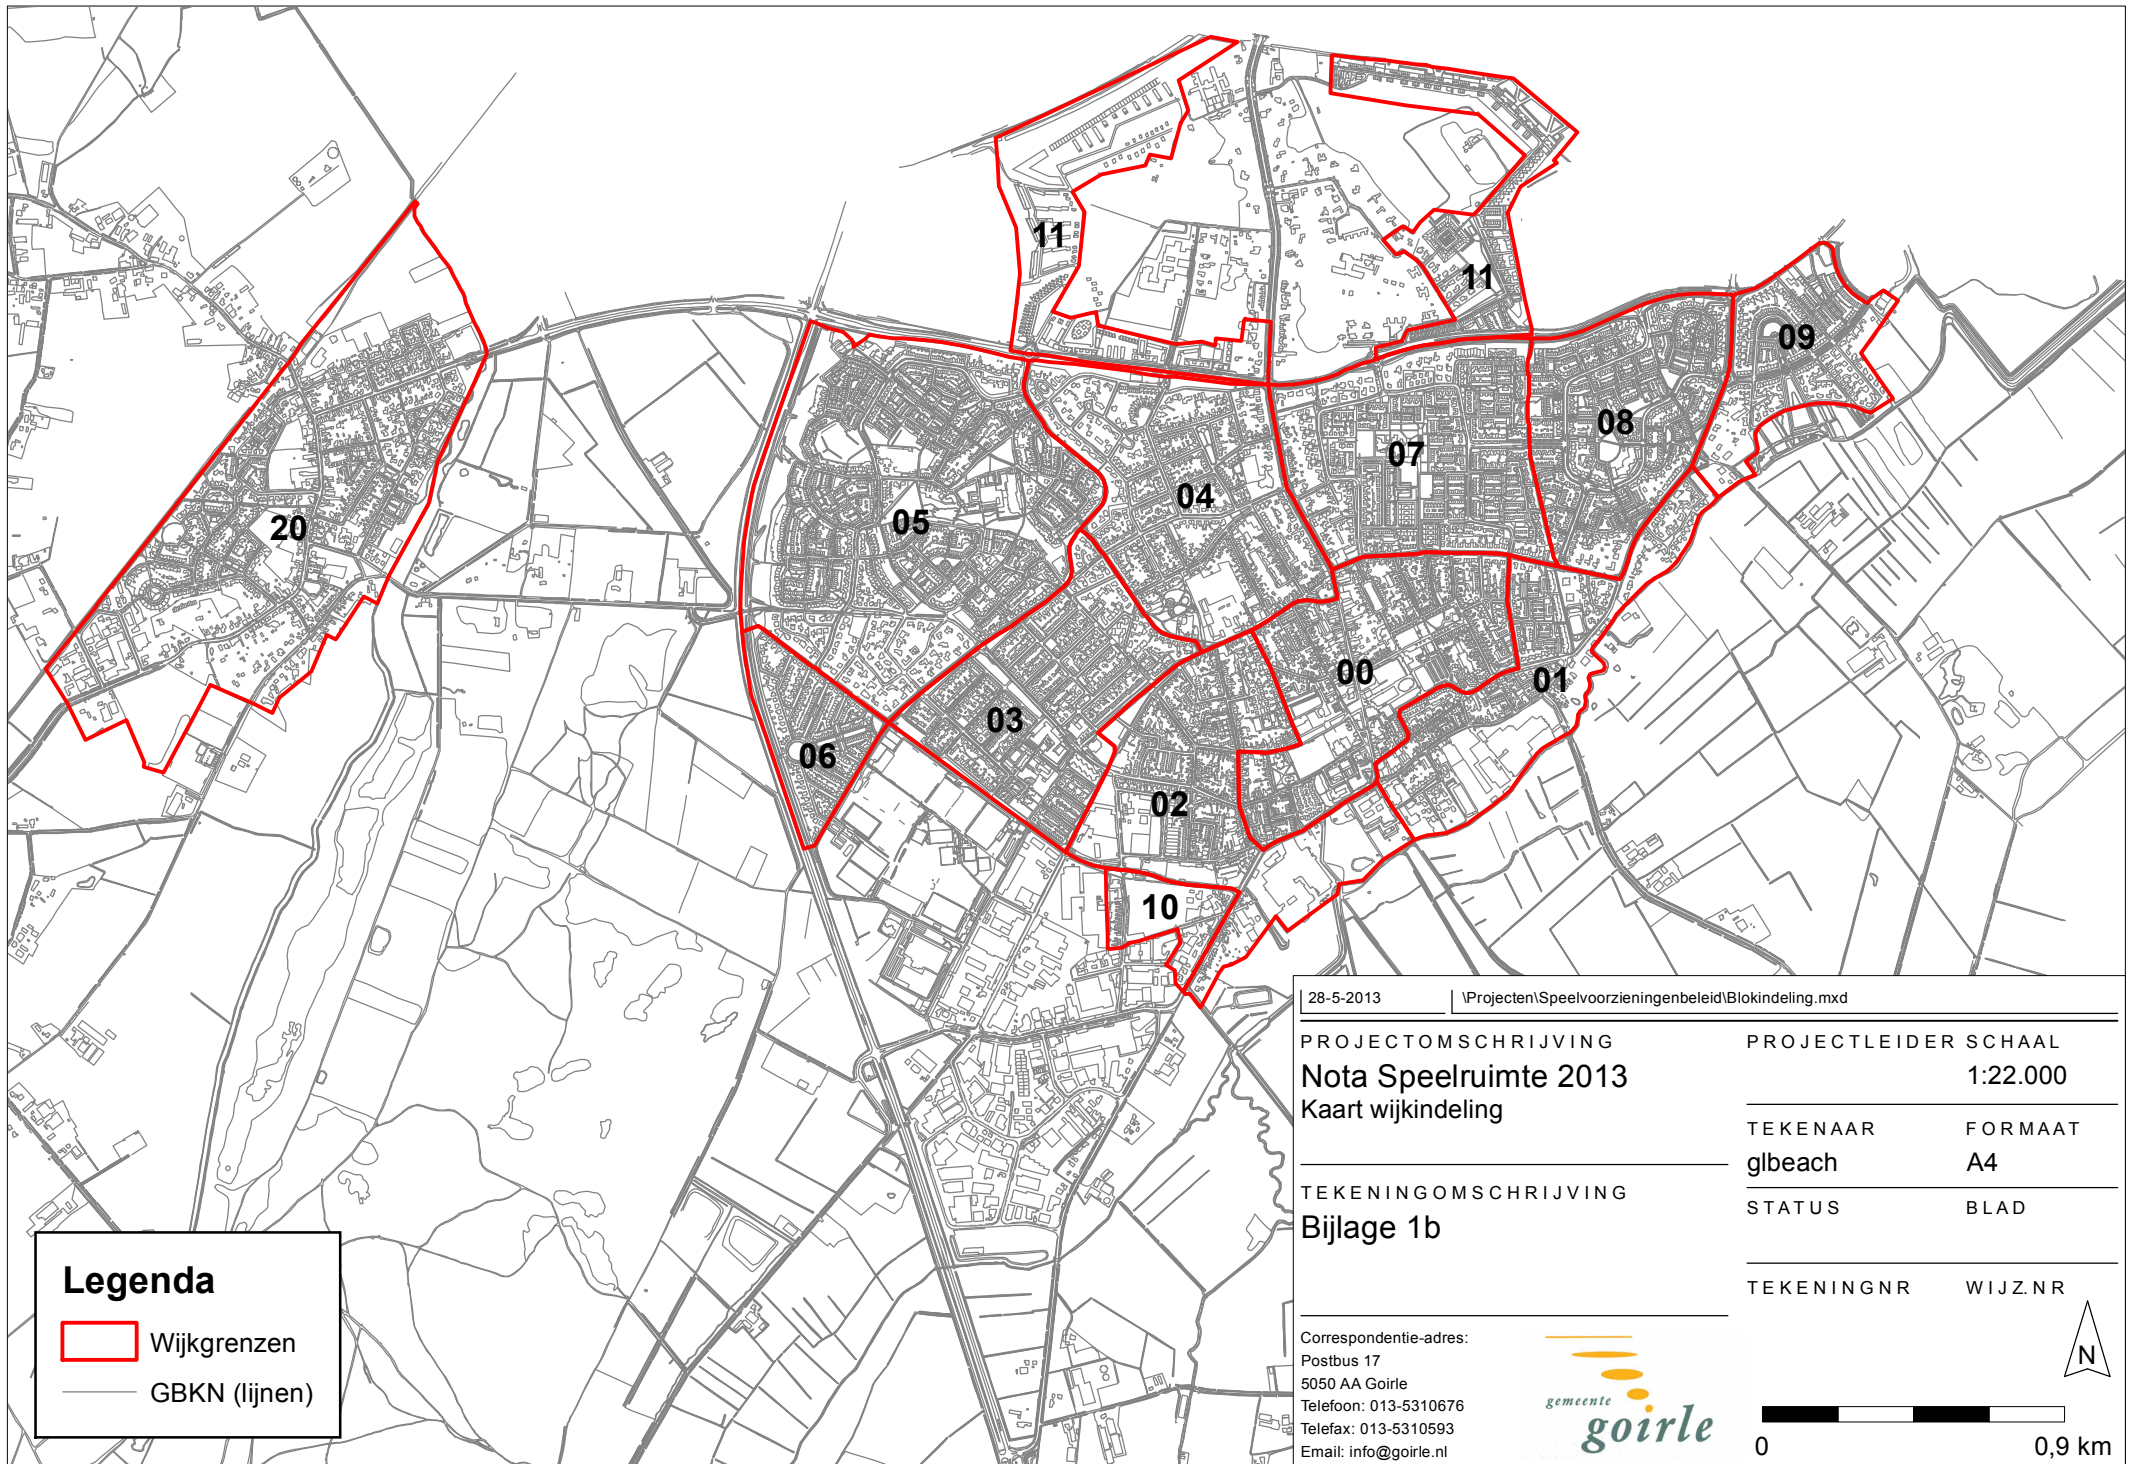 11
11
09
08
07
04
05
20
00
01
03
06
02
10
28-5-2013 \Projecten\Speelvoorzieningenbeleid\Blokindeling.mxd
PROJECTOMSCHRIJVING
Nota Speelruimte 2013
Kaart wijkindeling
PROJECTLEIDER SCHAAL
1:22.000
TEKENAAR FORMAAT
glbeach A4
TEKENINGOMSCHRIJVING
Bijlage 1b
STATUS BLAD
TEKENINGNR WIJZ.NR
N
Correspondentie-adres:
Postbus 17
5050 AA Goirle
Telefoon: 013-5310676
Telefax: 013-5310593
Email: info@goirle.nl
gemeente
goirle
0 0,9 km
Legenda
Wijkgrenzen
GBKN (lijnen)